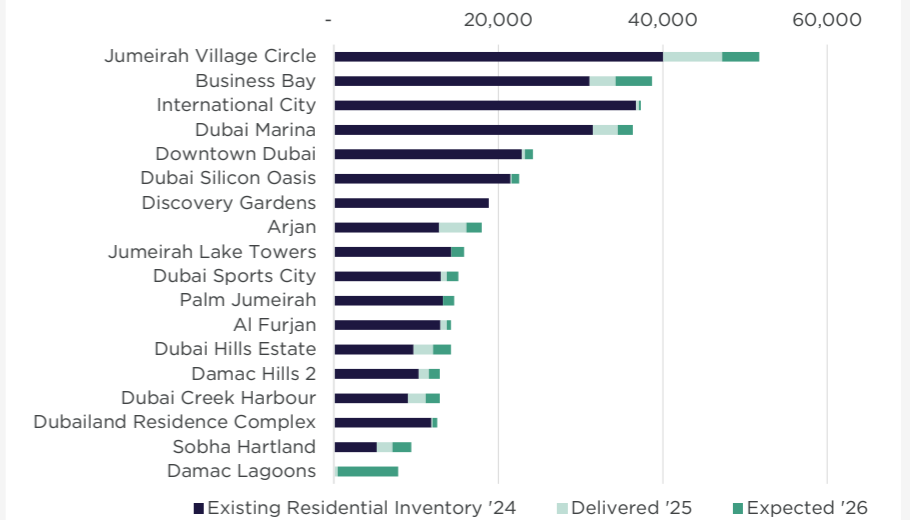 - 20,000 40,000 60,000
Jumeirah Village Circle
Business Bay
International City
Dubai Marina
Downtown Dubai
Dubai Silicon Oasis
Discovery Gardens
Arjan
Jumeirah Lake Towers
Dubai Sports City
Palm Jumeirah
Al Furjan
Dubai Hills Estate
Damac Hills 2
Dubai Creek Harbour
Dubailand Residence Complex
Sobha Hartland
Damac Lagoons
Existing Residential Inventory '24 Delivered '25 Expected '26